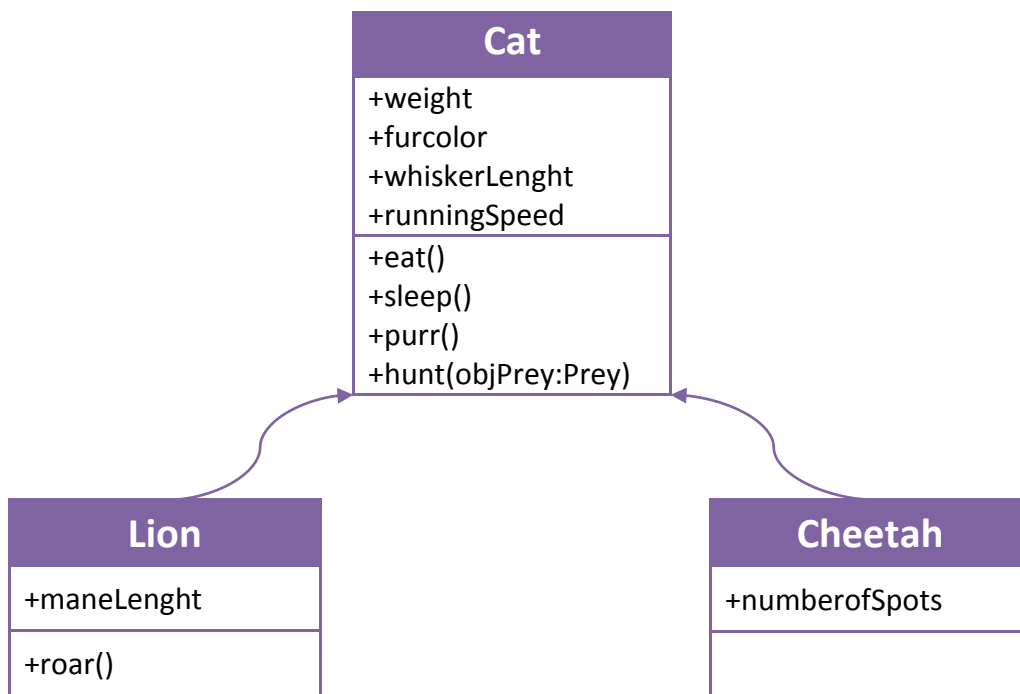 Cat
+weight
+furcolor
+whiskerLenght
+runningSpeed
+eat()
+sleep()
+purr()
+hunt(objPrey:Prey)
Lion
+maneLenght
+roar()
Cheetah
+numberofSpots